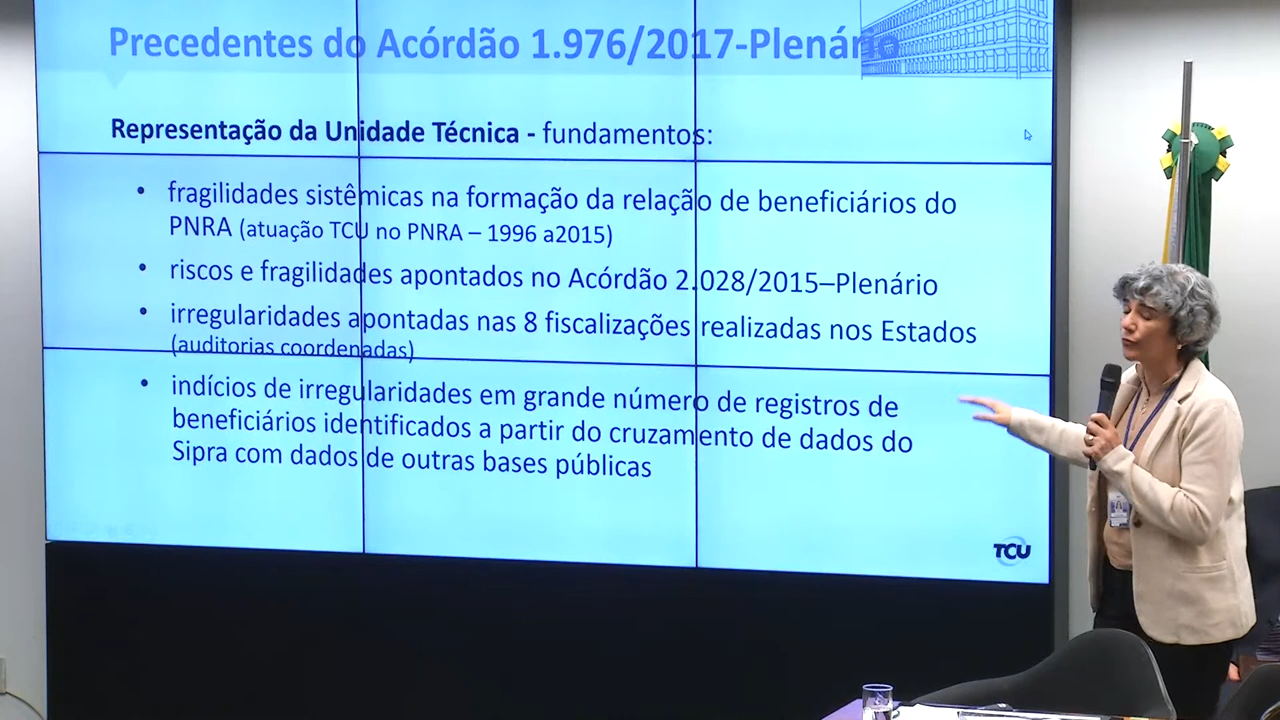 Precedentes do Acórdão 1.976/2017-Plenário
Representação da Unidade Técnica - fundamentos:
• fragilidades sistêmicas na formação da relação de beneficiários do
PNRA (atuação TCU no PNRA – 1996 a2015)
• riscos e fragilidades apontados no Acórdão 2.028/2015–Plenário
• irregularidades apontadas nas 8 fiscalizações realizadas nos Estados
(auditorias coordenadas)
• indícios de irregularidades em grande número de registros de
beneficiários identificados a partir do cruzamento de dados do
Sipra com dados de outras bases públicas
TCU